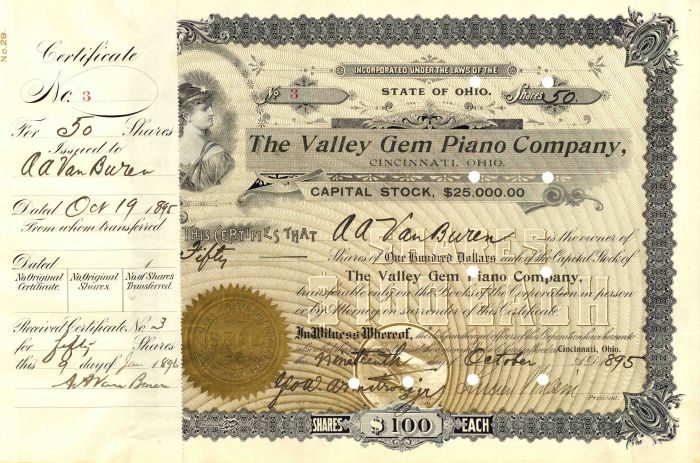 No. 29.
Certificate
No. 3
For 50 Shares
Issued to
A A Van Buren
Dated Oct 19 1895
From whom transferred
Dated 1
No Original Certificate.
No Original Shares.
No of Shares Transferred.
Received Certificate No 3
for fifty Shares
this 9 day of Jan 1896
A A Van Buren
INCORPORATED UNDER THE LAWS OF THE
No 3
STATE OF OHIO.
Shares 50.
The Valley Gem Piano Company,
CINCINNATI, OHIO.
CAPITAL STOCK, $25,000.00
THIS CERTIFIES THAT A A Van Buren is the owner of
Fifty Shares of One Hundred Dollars each of the Capital Stock of
The Valley Gem Piano Company,
transferable only on the Books of the Corporation in person
or by Attorney on surrender of this Certificate
In Witness Whereof,
Cincinnati, Ohio.
Nineteenth October A.D. 1895
President.
SHARES $100 EACH